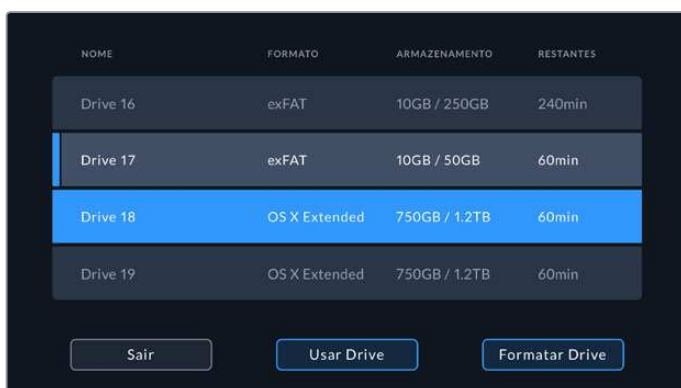 NOME FORMATO ARMAZENAMENTO RESTANTES
Drive 16 exFAT 10GB / 250GB 240min
Drive 17 exFAT 10GB / 50GB 60min
Drive 18 OS X Extended 750GB / 1.2TB 60min
Drive 19 OS X Extended 750GB / 1.2TB 60min
Sair Usar Drive Formatar Drive